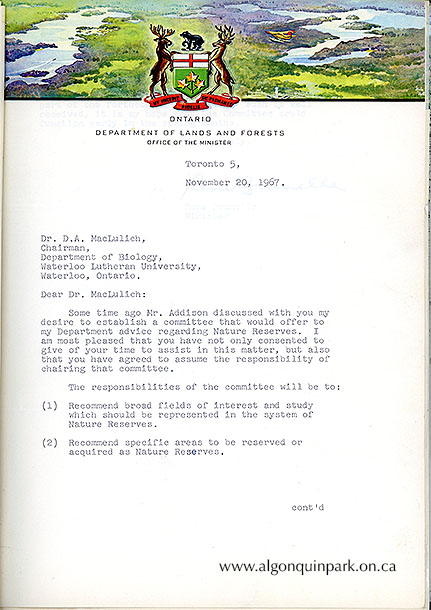 ONTARIO
DEPARTMENT OF LANDS AND FORESTS
OFFICE OF THE MINISTER
Toronto 5,
November 20, 1967.
Dr. D.A. MacLulich,
Chairman,
Department of Biology,
Waterloo Lutheran University,
Waterloo, Ontario.
Dear Dr. MacLulich:
Some time ago Mr. Addison discussed with you my
desire to establish a committee that would offer to
my Department advice regarding Nature Reserves. I
am most pleased that you have not only consented to
give of your time to assist in this matter, but also
that you have agreed to assume the responsibility of
chairing that committee.
The responsibilities of the committee will be to:
(1) Recommend broad fields of interest and study
which should be represented in the system of
Nature Reserves.
(2) Recommend specific areas to be reserved or
acquired as Nature Reserves.
cont'd
www.algonquinpark.on.ca